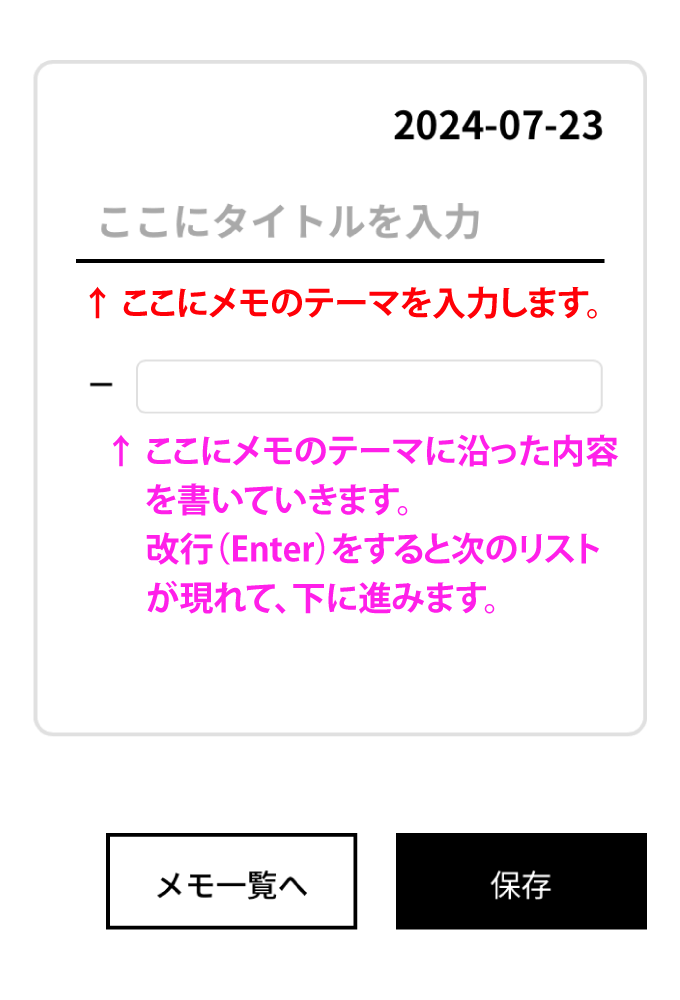 2024-07-23
ここにタイトルを入力
↑ ここにメモのテーマを入力します。
–
↑ ここにメモのテーマに沿った内容
を書いていきます。
改行（Enter）をすると次のリスト
が現れて、下に進みます。
メモ一覧へ
保存